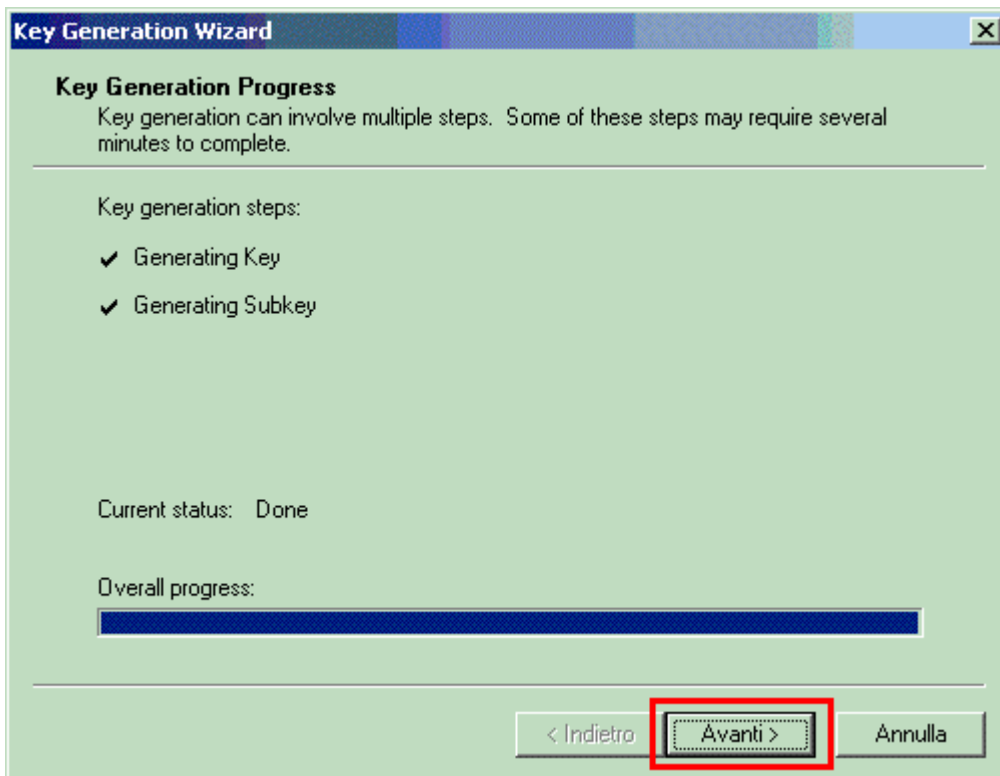 Key Generation Wizard
Key Generation Progress
Key generation can involve multiple steps. Some of these steps may require several
minutes to complete.
Key generation steps:
Generating Key
Generating Subkey
Current status: Done
Overall progress:
< Indietro Avanti > Annulla